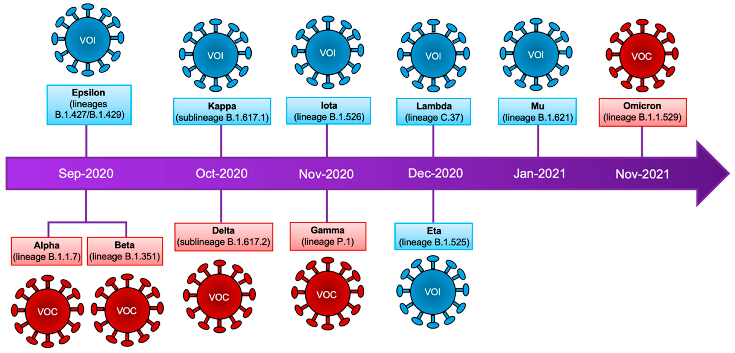 VOI
VOI
VOI
VOI
VOI
VOC
Epsilon
(lineages
B.1.427/B.1.429)
Kappa
(sublineage B.1.617.1)
Iota
(lineage B.1.526)
Lambda
(lineage C.37)
Mu
(lineage B.1.621)
Omicron
(lineage B.1.1.529)
Sep-2020
Oct-2020
Nov-2020
Dec-2020
Jan-2021
Nov-2021
Alpha
(lineage B.1.1.7)
Beta
(lineage B.1.351)
Delta
(sublineage B.1.617.2)
Gamma
(lineage P.1)
Eta
(lineage B.1.525)
VOC
VOC
VOC
VOC
VOI